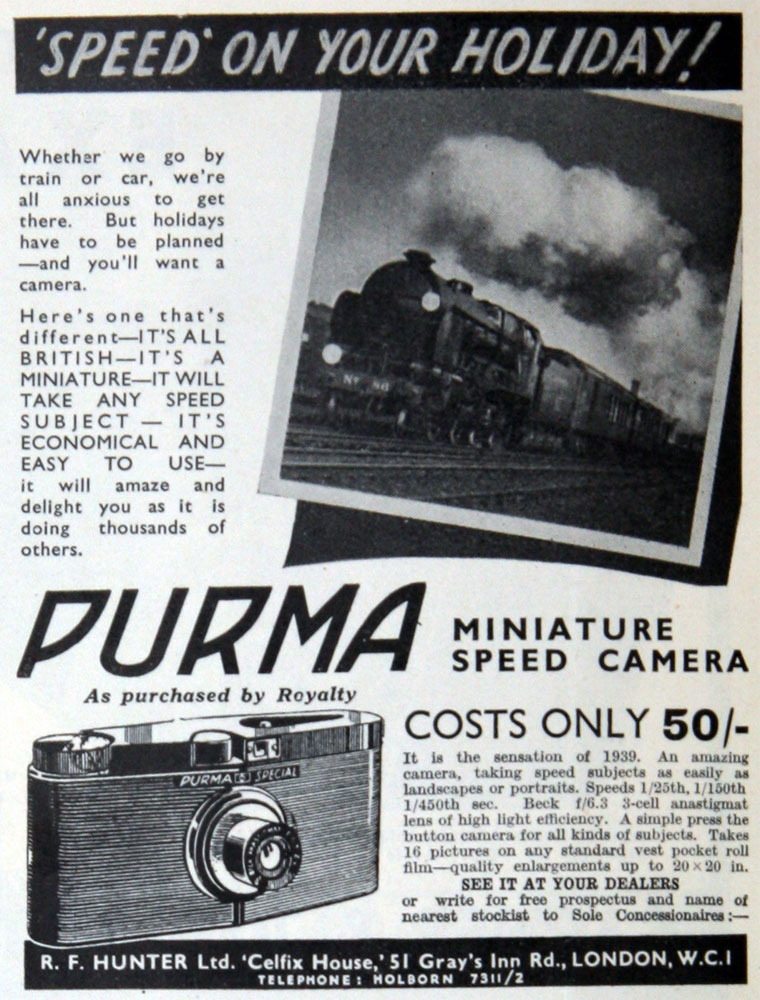 'SPEED' ON YOUR HOLIDAY!
Whether we go by
train or car, we're
all anxious to get
there. But holidays
have to be planned
—and you'll want a
camera.
Here's one that's
different—IT'S ALL
BRITISH—IT'S A
MINIATURE—IT WILL
TAKE ANY SPEED
SUBJECT — IT'S
ECONOMICAL AND
EASY TO USE—
it will amaze and
delight you as it is
doing thousands of
others.
PURMA
MINIATURE
SPEED CAMERA
As purchased by Royalty
PURMA SPECIAL
COSTS ONLY 50/-
It is the sensation of 1939. An amazing
camera, taking speed subjects as easily as
landscapes or portraits. Speeds 1/25th, 1/150th
1/450th sec. Beck f/6.3 3-cell anastigmat
lens of high light efficiency. A simple press the
button camera for all kinds of subjects. Takes
16 pictures on any standard vest pocket roll
film—quality enlargements up to 20 × 20 in.
SEE IT AT YOUR DEALERS
or write for free prospectus and name of
nearest stockist to Sole Concessionaires :—
R. F. HUNTER Ltd. 'Celfix House,' 51 Gray's Inn Rd., LONDON, W.C.1
TELEPHONE: HOLBORN 7311/2